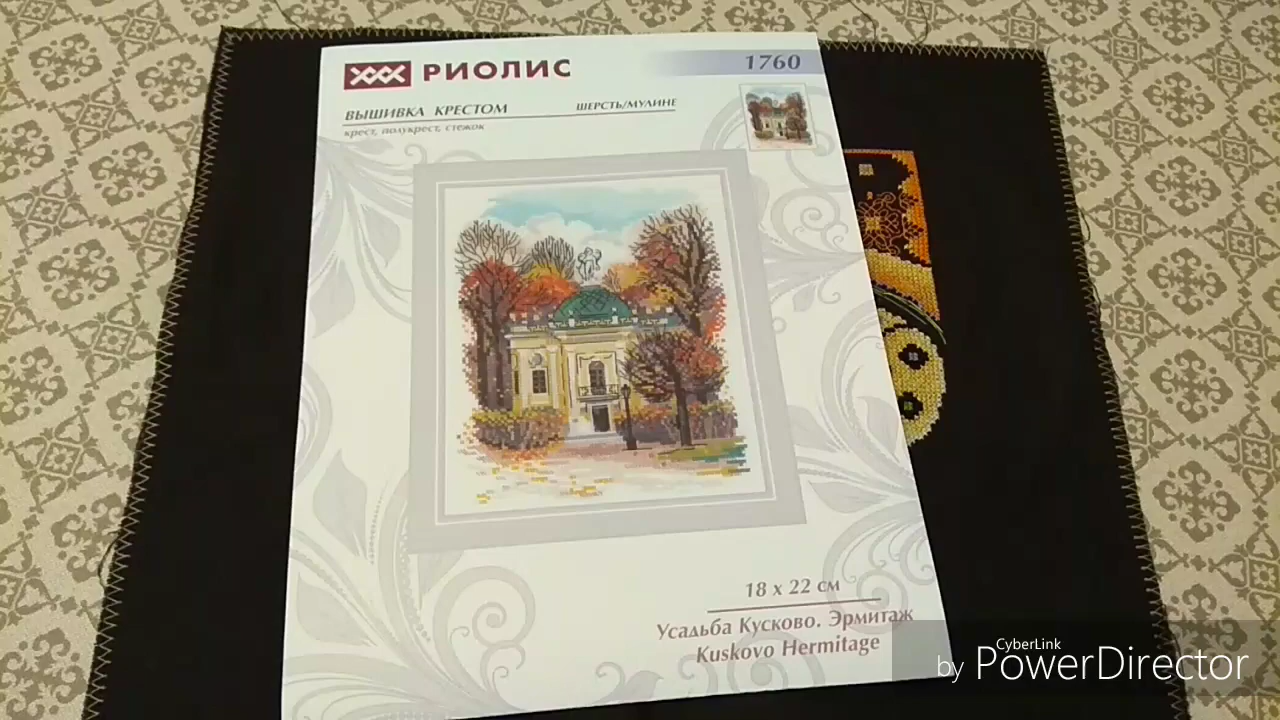 РИОЛИС
1760
ВЫШИВКА КРЕСТОМ
ШЕРСТЬ/МУЛИНЕ
крест, полукрест, стежок
18 x 22 см
Усадьба Кусково. Эрмитаж
Kuskovo Hermitage
CyberLink
by PowerDirector